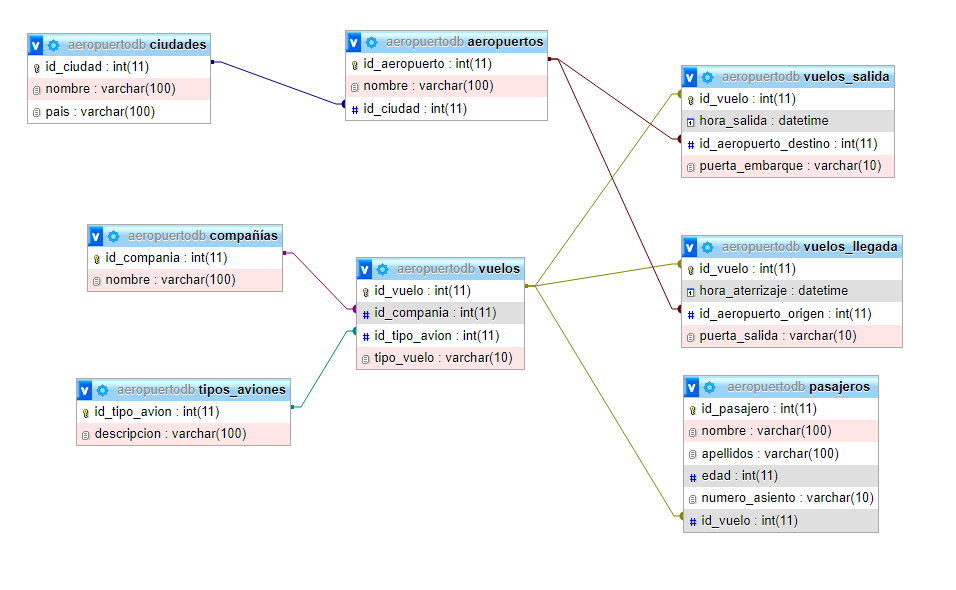 aeropuertodb ciudades
id_ciudad : int(11)
nombre : varchar(100)
pais : varchar(100)
aeropuertodb aeropuertos
id_aeropuerto : int(11)
nombre : varchar(100)
id_ciudad : int(11)
aeropuertodb vuelos_salida
id_vuelo : int(11)
hora_salida : datetime
id_aeropuerto_destino : int(11)
puerta_embarque : varchar(10)
aeropuertodb compañías
id_compania : int(11)
nombre : varchar(100)
aeropuertodb vuelos
id_vuelo : int(11)
id_compania : int(11)
id_tipo_avion : int(11)
tipo_vuelo : varchar(10)
aeropuertodb vuelos_llegada
id_vuelo : int(11)
hora_aterrizaje : datetime
id_aeropuerto_origen : int(11)
puerta_salida : varchar(10)
aeropuertodb tipos_aviones
id_tipo_avion : int(11)
descripcion : varchar(100)
aeropuertodb pasajeros
id_pasajero : int(11)
nombre : varchar(100)
apellidos : varchar(100)
edad : int(11)
numero_asiento : varchar(10)
id_vuelo : int(11)